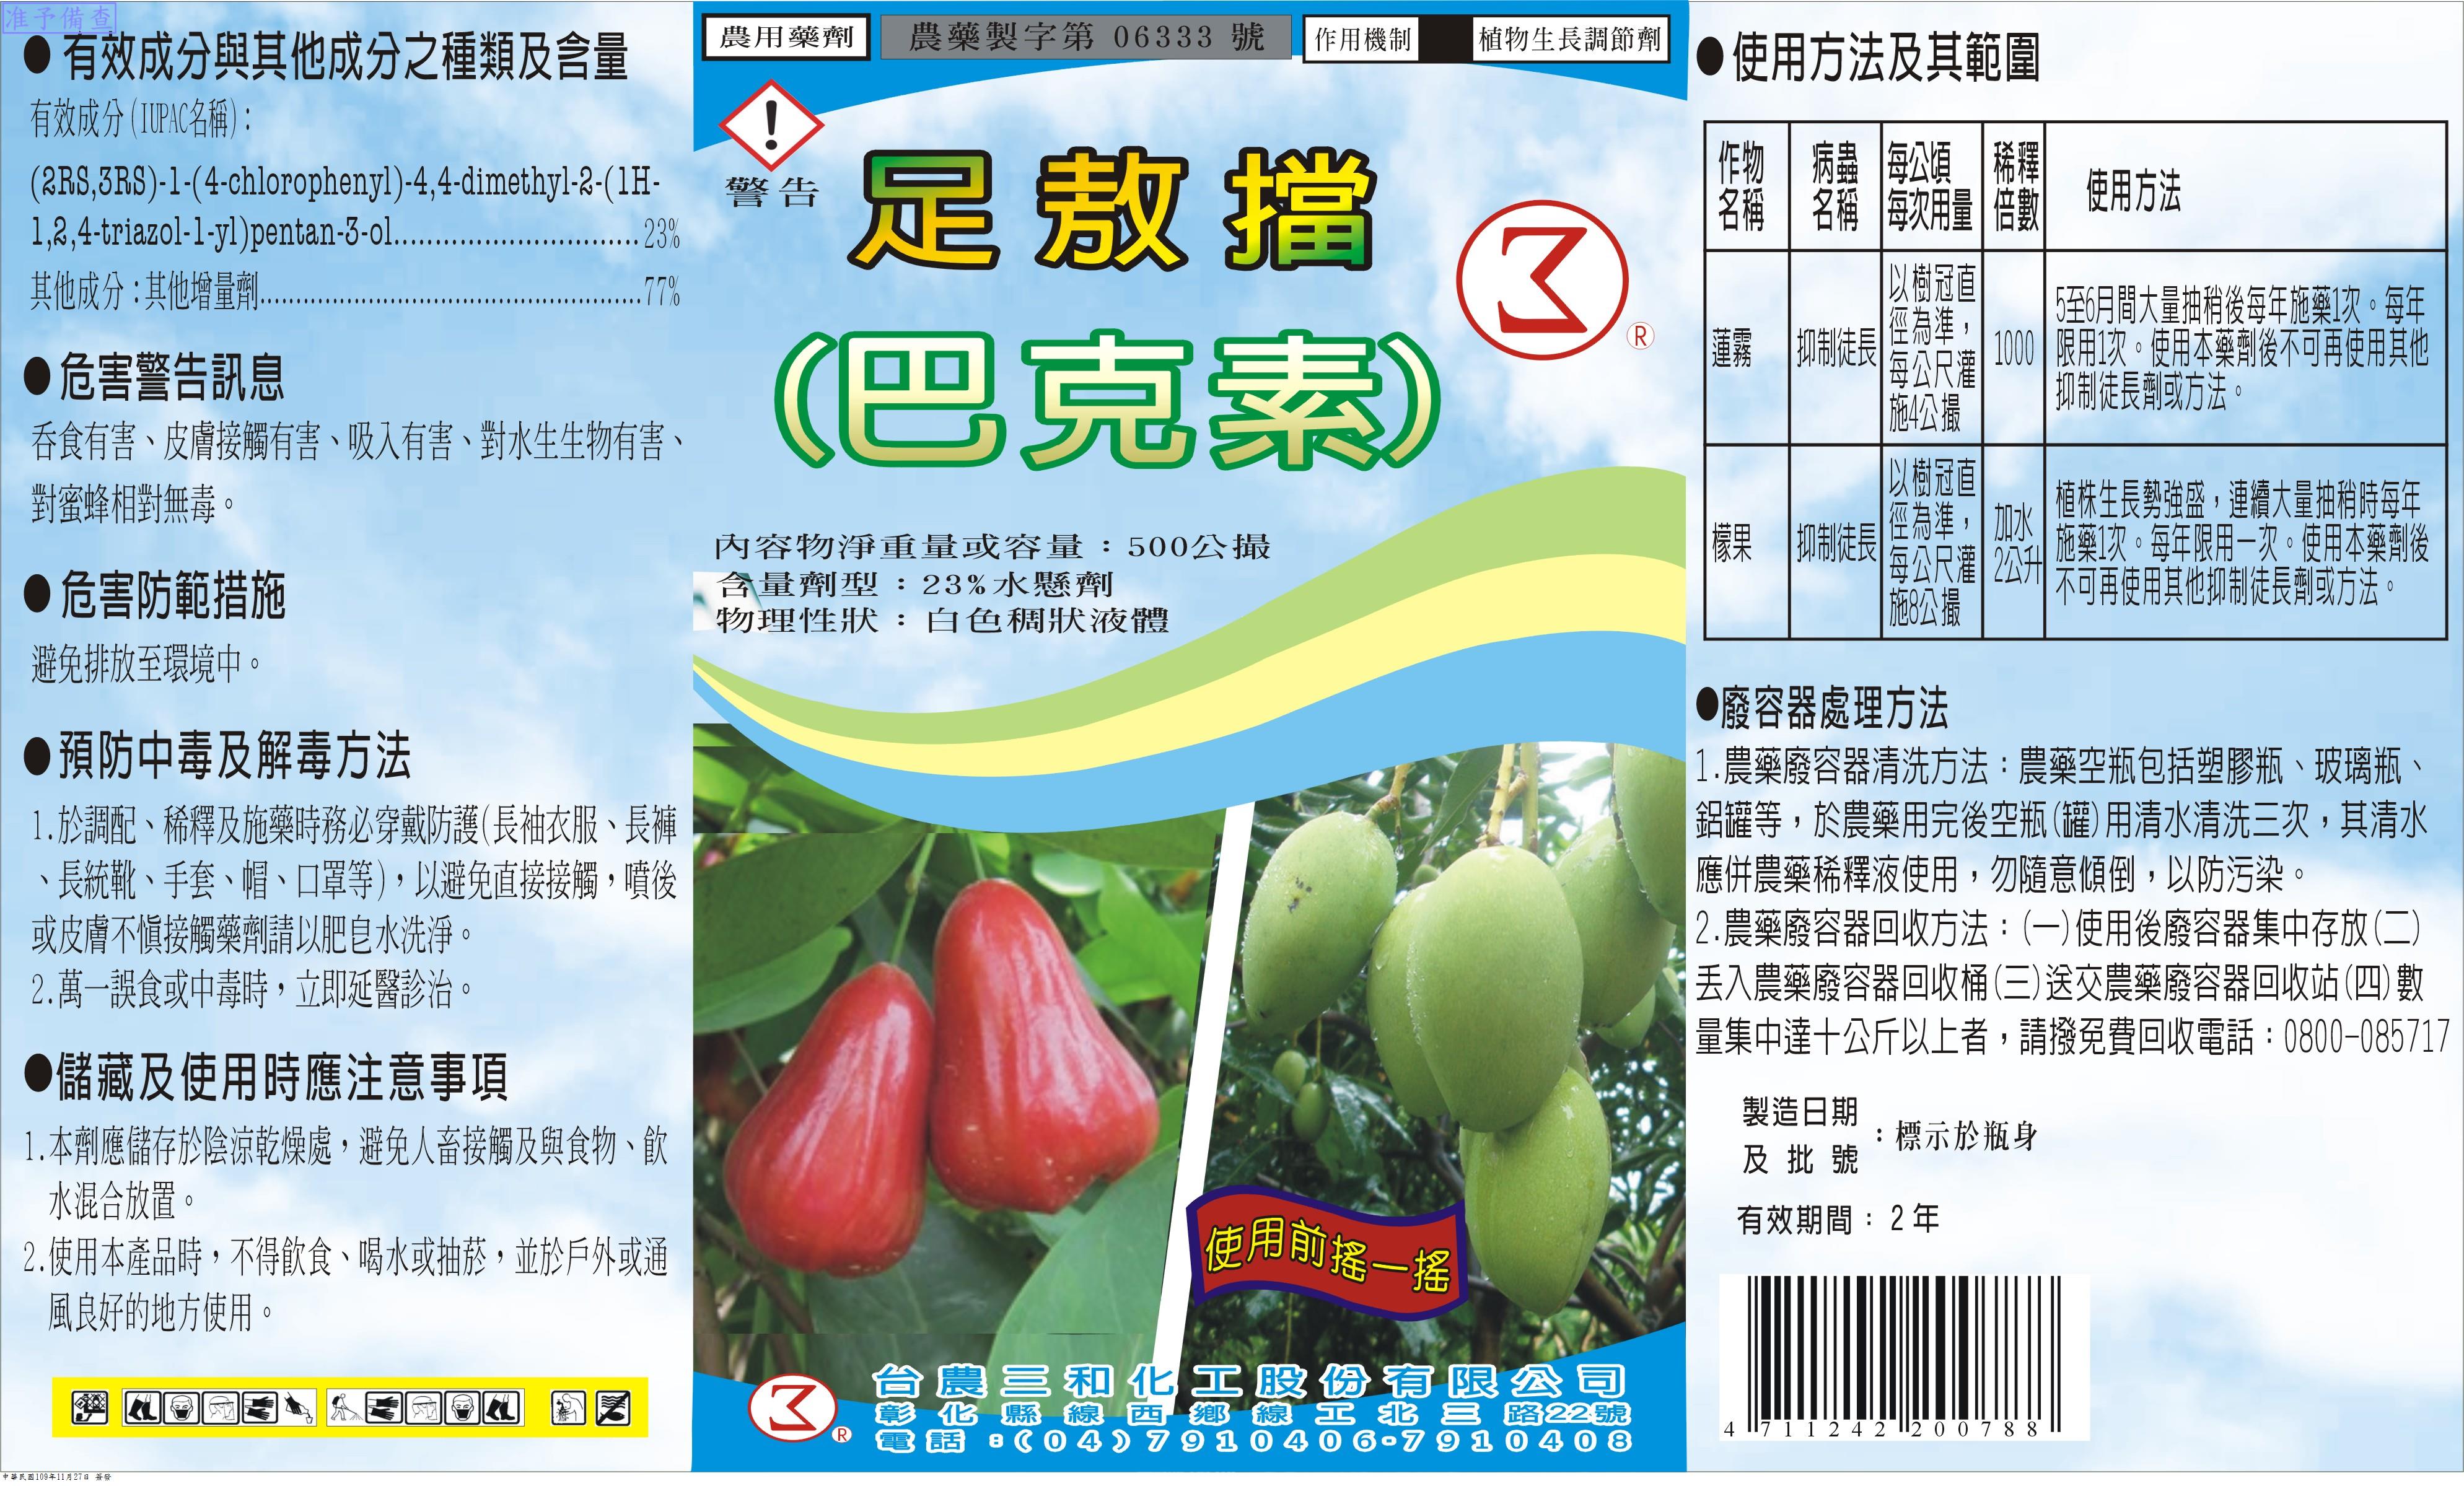 准予備查
● 有效成分與其他成分之種類及含量
有效成分(IUPAC名稱):
(2RS,3RS)-1-(4-chlorophenyl)-4,4-dimethyl-2-(1H-
1,2,4-triazol-1-yl)pentan-3-ol.............................23%
其他成分:其他增量劑.....................................................77%
● 危害警告訊息
吞食有害、皮膚接觸有害、吸入有害、對水生生物有害、
對蜜蜂相對無毒。
● 危害防範措施
避免排放至環境中。
● 預防中毒及解毒方法
1.於調配、稀釋及施藥時務必穿戴防護(長袖衣服、長褲
、長統靴、手套、帽、口罩等),以避免直接接觸,噴後
或皮膚不慎接觸藥劑請以肥皂水洗淨。
2.萬一誤食或中毒時,立即延醫診治。
●儲藏及使用時應注意事項
1.本劑應儲存於陰涼乾燥處,避免人畜接觸及與食物、飲
水混合放置。
2.使用本產品時,不得飲食、喝水或抽菸,並於戶外或通
風良好的地方使用。
中華民國109年11月27日 簽發
農用藥劑
農藥製字第 06333 號
作用機制
植物生長調節劑
警告
足敖擋
®
(巴克素)
內容物淨重量或容量:500公撮
含量劑型:23%水懸劑
物理性狀:白色稠狀液體
使用前搖一搖
®
台農三和化工股份有限公司
彰化縣線西鄉線工北三路22號
電話:(04)7910406-7910408
● 使用方法及其範圍
作物
名稱
病蟲
名稱
每公頃
每次用量
稀釋
倍數
使用方法
蓮霧
抑制徒長
以樹冠直
徑為準,
每公尺灌
施4公撮
1000
5至6月間大量抽稍後每年施藥1次。每年
限用1次。使用本藥劑後不可再使用其他
抑制徒長劑或方法。
檬果
抑制徒長
以樹冠直
徑為準,
每公尺灌
施8公撮
加水
2公升
植株生長勢強盛,連續大量抽稍時每年
施藥1次。每年限用一次。使用本藥劑後
不可再使用其他抑制徒長劑或方法。
●廢容器處理方法
1.農藥廢容器清洗方法:農藥空瓶包括塑膠瓶、玻璃瓶、
鋁罐等,於農藥用完後空瓶(罐)用清水清洗三次,其清水
應併農藥稀釋液使用,勿隨意傾倒,以防污染。
2.農藥廢容器回收方法:(一)使用後廢容器集中存放(二)
丟入農藥廢容器回收桶(三)送交農藥廢容器回收站(四)數
量集中達十公斤以上者,請撥免費回收電話:0800-085717
製造日期
及 批 號
:標示於瓶身
有效期間:2年
4 711242 200788